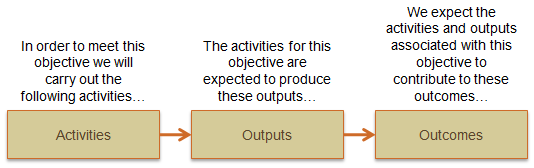 In order to meet this
objective we will
carry out the
following activities…
The activities for this
objective are
expected to produce
these outputs…
We expect the
activities and outputs
associated with this
objective to
contribute to these
outcomes…
Activities
Outputs
Outcomes